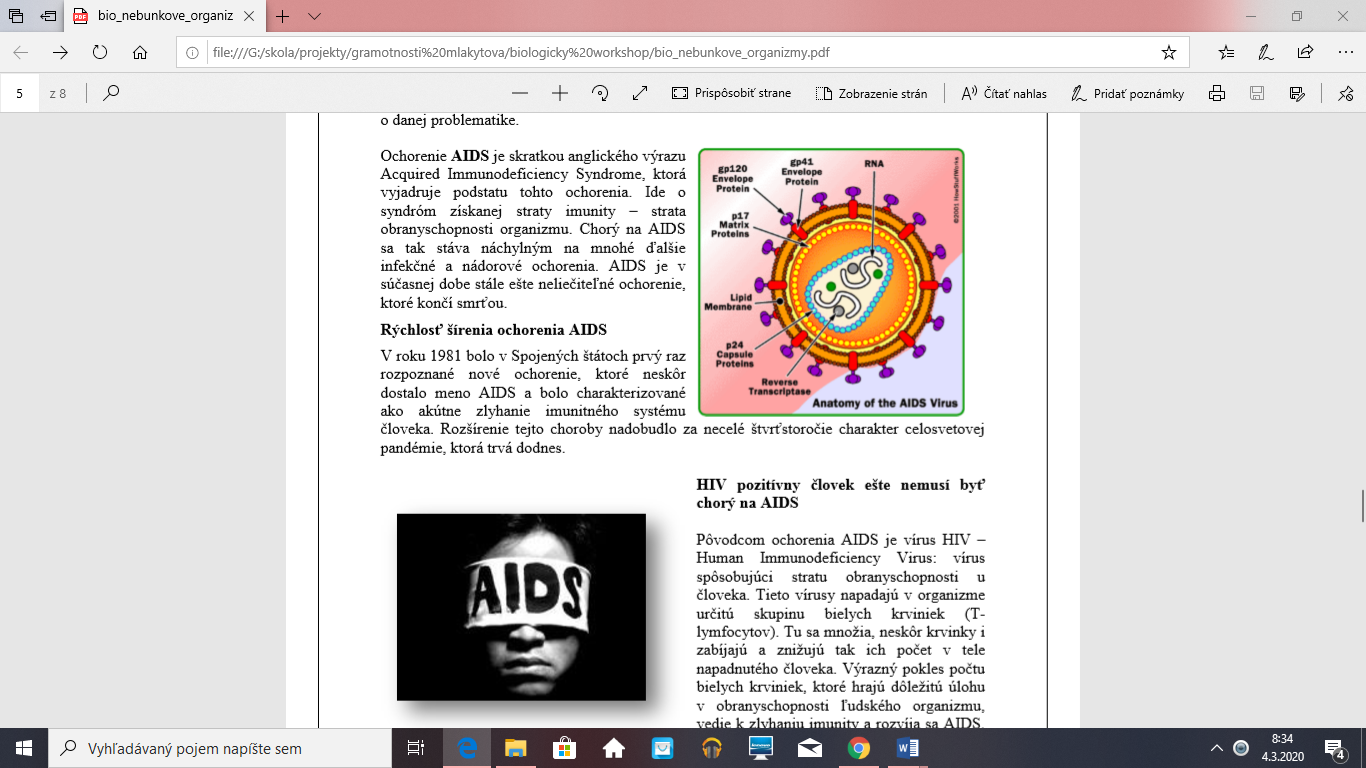 bio_nebunkove_organiz
file:///G:/skola/projekty/gramotnosti%20mlakytova/biologicky%20workshop/bio_nebunkove_organizmy.pdf
5 z 8
Prispôsobiť strane
Zobrazenie strán
Čítať nahlas
Pridať poznámky
o danej problematike.
Ochorenie AIDS je skratkou anglického výrazu
Acquired Immunodeficiency Syndrome, ktorá
vyjadruje podstatu tohto ochorenia. Ide o
syndróm získanej straty imunity – strata
obranyschopnosti organizmu. Chorý na AIDS
sa tak stáva náchylným na mnohé ďalšie
infekčné a nádorové ochorenia. AIDS je v
súčasnej dobe stále ešte neliečiteľné ochorenie,
ktoré končí smrťou.
gp120
Envelope
Protein
gp41
Envelope
Protein
RNA
©2001 HowStuffWorks
p17
Matrix
Proteins
Lipid
Membrane
p24
Capsule
Proteins
Reverse
Transcriptase
Anatomy of the AIDS Virus
Rýchlosť šírenia ochorenia AIDS
V roku 1981 bolo v Spojených štátoch prvý raz
rozpoznané nové ochorenie, ktoré neskôr
dostalo meno AIDS a bolo charakterizované
ako akútne zlyhanie imunitného systému
človeka. Rozšírenie tejto choroby nadobudlo za necelé štvrťstoročie charakter celosvetovej
pandémie, ktorá trvá dodnes.
AIDS
HIV pozitívny človek ešte nemusí byť
chorý na AIDS
Pôvodcom ochorenia AIDS je vírus HIV –
Human Immunodeficiency Virus: vírus
spôsobujúci stratu obranyschopnosti u
človeka. Tieto vírusy napadajú v organizme
určitú skupinu bielych krviniek (T-
lymfocytov). Tu sa množia, neskôr krvinky i
zabíjajú a znižujú tak ich počet v tele
napadnutého človeka. Výrazný pokles počtu
bielych krviniek, ktoré hrajú dôležitú úlohu
v obranyschopnosti ľudského organizmu,
vedie k zlyhaniu imunity a rozvíja sa AIDS.
Vyhľadávaný pojem napíšte sem
8:34
4.3.2020
4